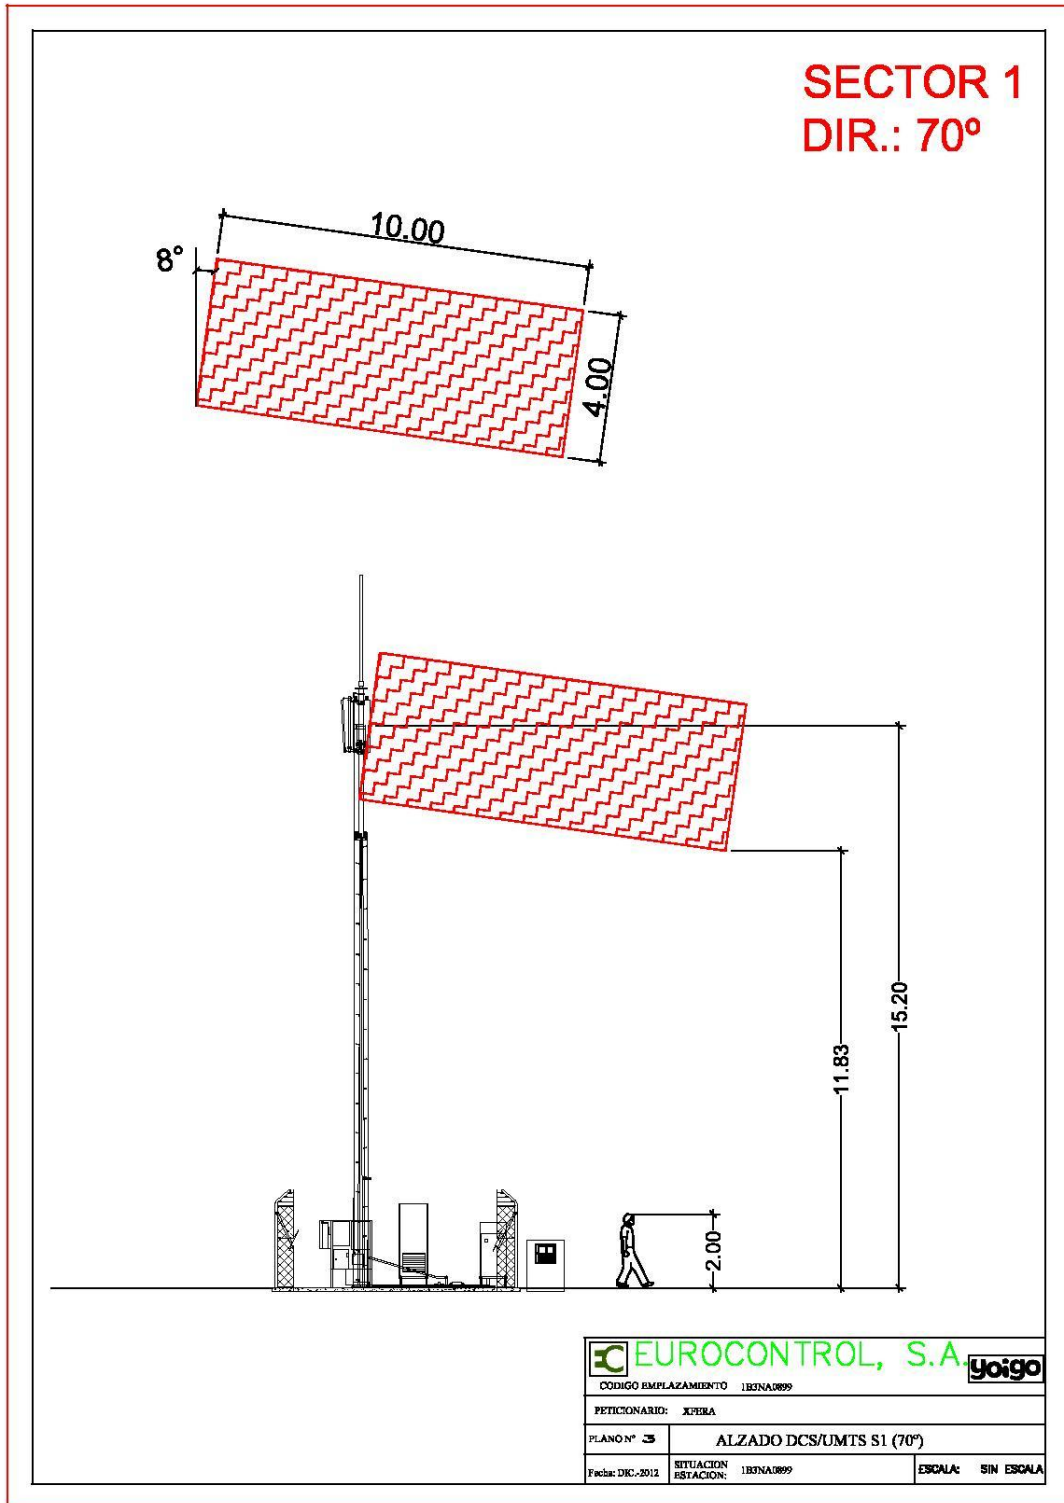 SECTOR 1
DIR.: 70º
10.00
8°
4.00
15.20
11.83
2.00
EUROCONTROL, S.A.
yoigo
CODIGO EMPLAZAMIENTO 1B3NA0899
PETICIONARIO: XFERA
PLANO Nº 3
ALZADO DCS/UMTS S1 (70º)
Fecha: DIC.-2012
SITUACION
ESTACION: 1B3NA0899
ESCALA: SIN ESCALA